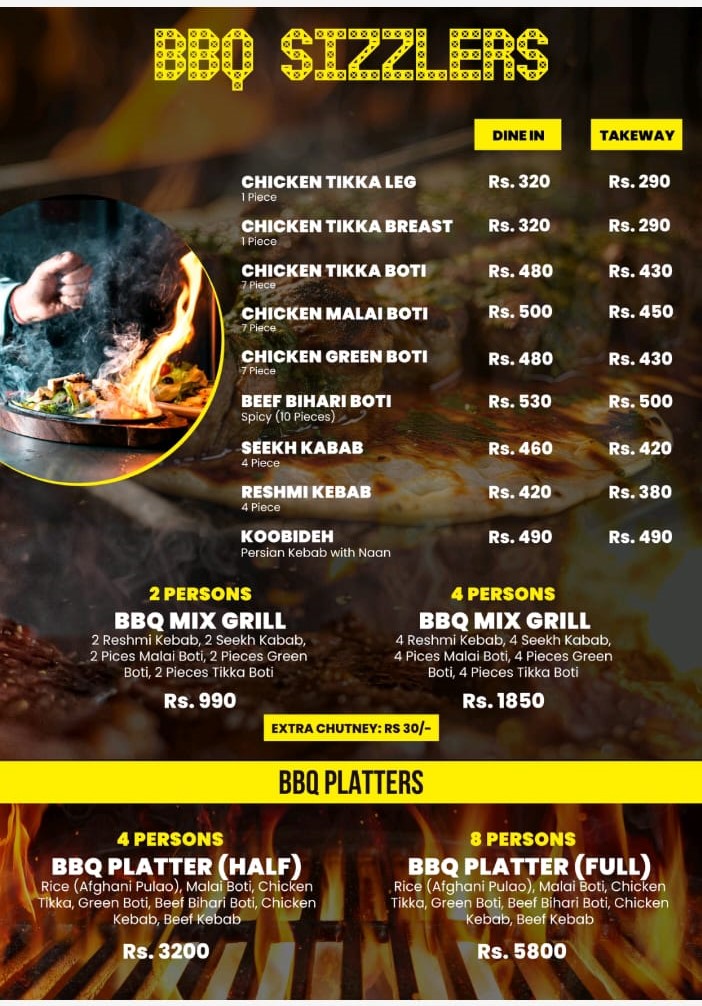 BBQ SIZZLERS
DINE IN TAKEWAY
CHICKEN TIKKA LEG Rs. 320 Rs. 290
1 Piece
CHICKEN TIKKA BREAST Rs. 320 Rs. 290
1 Piece
CHICKEN TIKKA BOTI Rs. 480 Rs. 430
7 Piece
CHICKEN MALAI BOTI Rs. 500 Rs. 450
7 Piece
CHICKEN GREEN BOTI Rs. 480 Rs. 430
7 Piece
BEEF BIHARI BOTI Rs. 530 Rs. 500
Spicy (10 Pieces)
SEEKH KABAB Rs. 460 Rs. 420
4 Piece
RESHMI KEBAB Rs. 420 Rs. 380
4 Piece
KOOBIDEH Rs. 490 Rs. 490
Persian Kebab with Naan
2 PERSONS
BBQ MIX GRILL
2 Reshmi Kebab, 2 Seekh Kabab,
2 Pices Malai Boti, 2 Pieces Green
Boti, 2 Pieces Tikka Boti
Rs. 990
4 PERSONS
BBQ MIX GRILL
4 Reshmi Kebab, 4 Seekh Kabab,
4 Pices Malai Boti, 4 Pieces Green
Boti, 4 Pieces Tikka Boti
Rs. 1850
EXTRA CHUTNEY: RS 30/-
BBQ PLATTERS
4 PERSONS
BBQ PLATTER (HALF)
Rice (Afghani Pulao), Malai Boti, Chicken
Tikka, Green Boti, Beef Bihari Boti, Chicken
Kebab, Beef Kebab
Rs. 3200
8 PERSONS
BBQ PLATTER (FULL)
Rice (Afghani Pulao), Malai Boti, Chicken
Tikka, Green Boti, Beef Bihari Boti, Chicken
Kebab, Beef Kebab
Rs. 5800